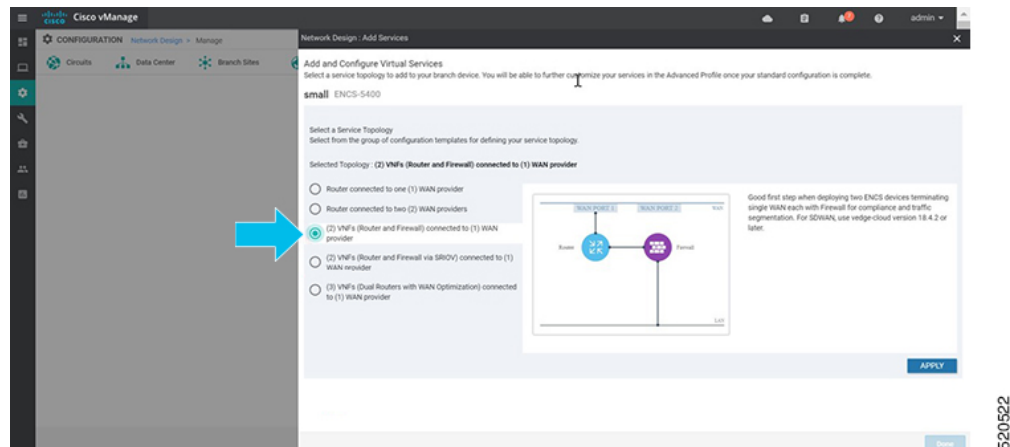 cisco Cisco vManage
admin
CONFIGURATION Network Design > Manage
Circuits Data Center Branch Sites
Network Design : Add Services
Add and Configure Virtual Services
Select a service topology to add to your branch device. You will be able to further customize your services in the Advanced Profile once your standard configuration is complete.
small ENCS-5400
Select a Service Topology
Select from the group of configuration templates for defining your service topology.
Selected Topology : (2) VNFs (Router and Firewall) connected to (1) WAN provider
Router connected to one (1) WAN provider
Router connected to two (2) WAN providers
(2) VNFs (Router and Firewall) connected to (1) WAN
provider
(2) VNFs (Router and Firewall via SRIOV) connected to (1)
WAN provider
(3) VNFs (Dual Routers with WAN Optimization) connected
to (1) WAN provider
WAN PORT 1 WAN PORT 2 WAN
Router Firewall
LAN
Good first step when deploying two ENCS devices terminating
single WAN each with Firewall for compliance and traffic
segmentation. For SDWAN, use vedge-cloud version 18.4.2 or
later.
APPLY
Done
520522